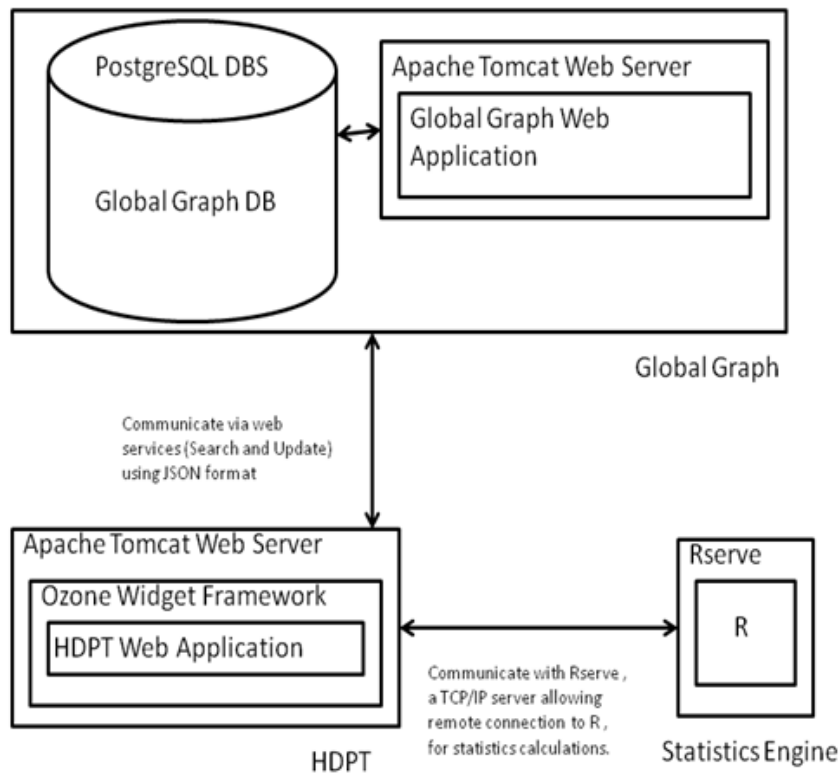 PostgreSQL DBS
Global Graph DB
Apache Tomcat Web Server
Global Graph Web
Application
Global Graph
Communicate via web
services (Search and Update)
using JSON format
Apache Tomcat Web Server
Ozone Widget Framework
HDPT Web Application
HDPT
Communicate with Rserve ,
a TCP/IP server allowing
remote connection to R ,
for statistics calculations.
Rserve
R
Statistics Engine